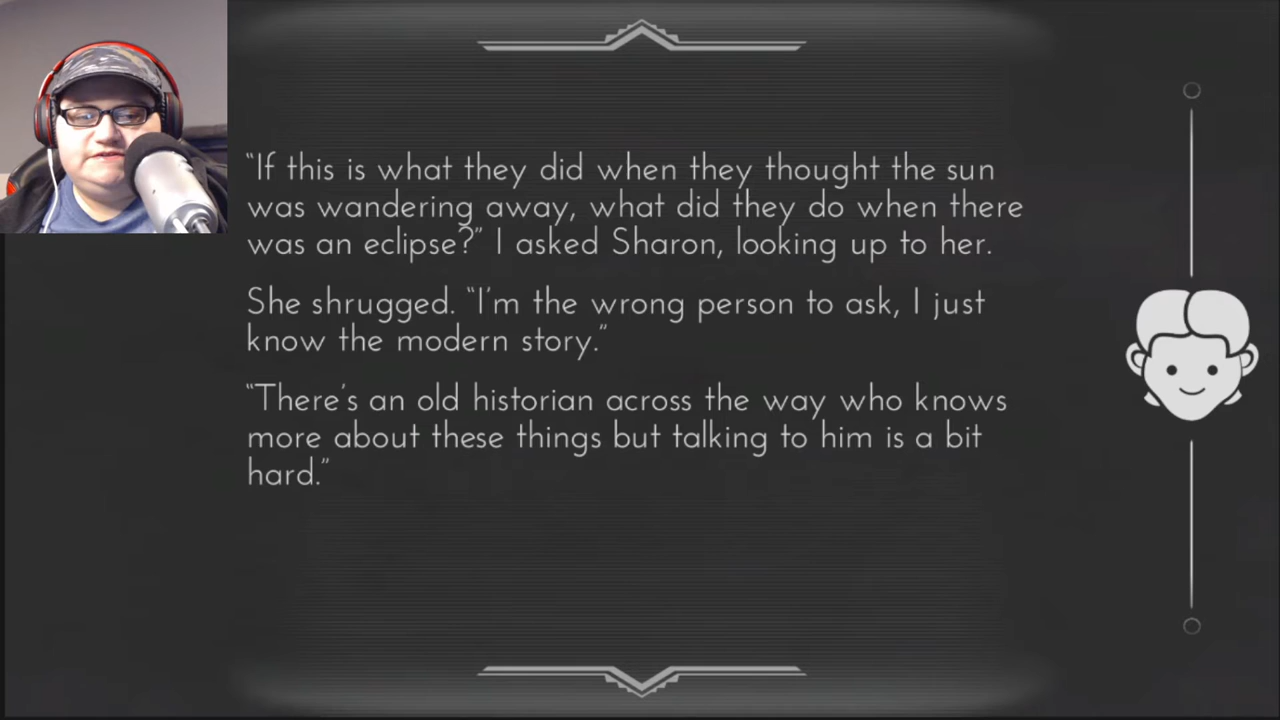 “If this is what they did when they thought the sun
was wandering away, what did they do when there
was an eclipse?” I asked Sharon, looking up to her.
She shrugged. “I’m the wrong person to ask, I just
know the modern story.”
“There’s an old historian across the way who knows
more about these things but talking to him is a bit
hard.”